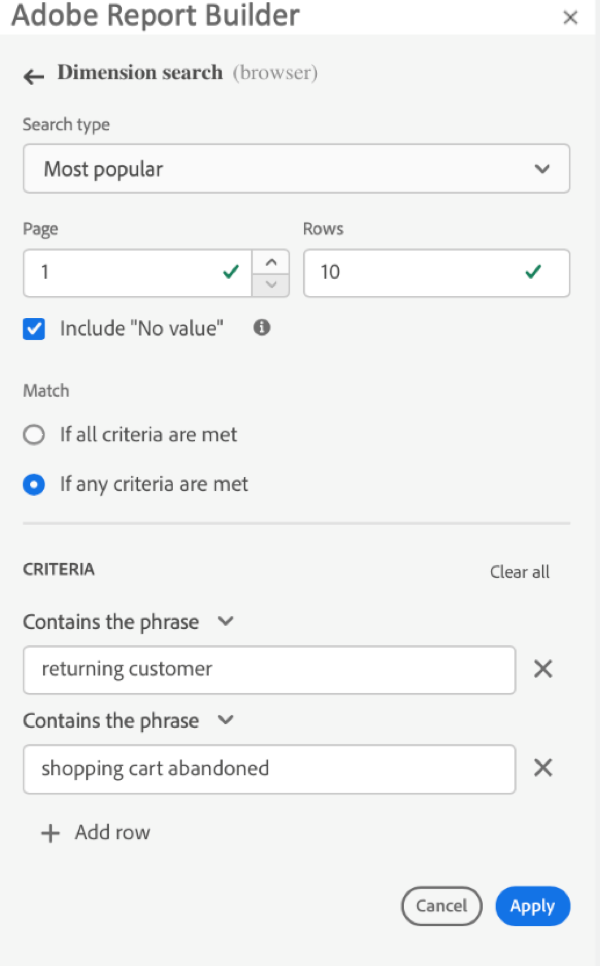 Adobe Report Builder
Dimension search (browser)
Search type
Most popular
Page Rows
1 10
Include "No value"
Match
If all criteria are met
If any criteria are met
CRITERIA Clear all
Contains the phrase
returning customer
Contains the phrase
shopping cart abandoned
Add row
Cancel Apply